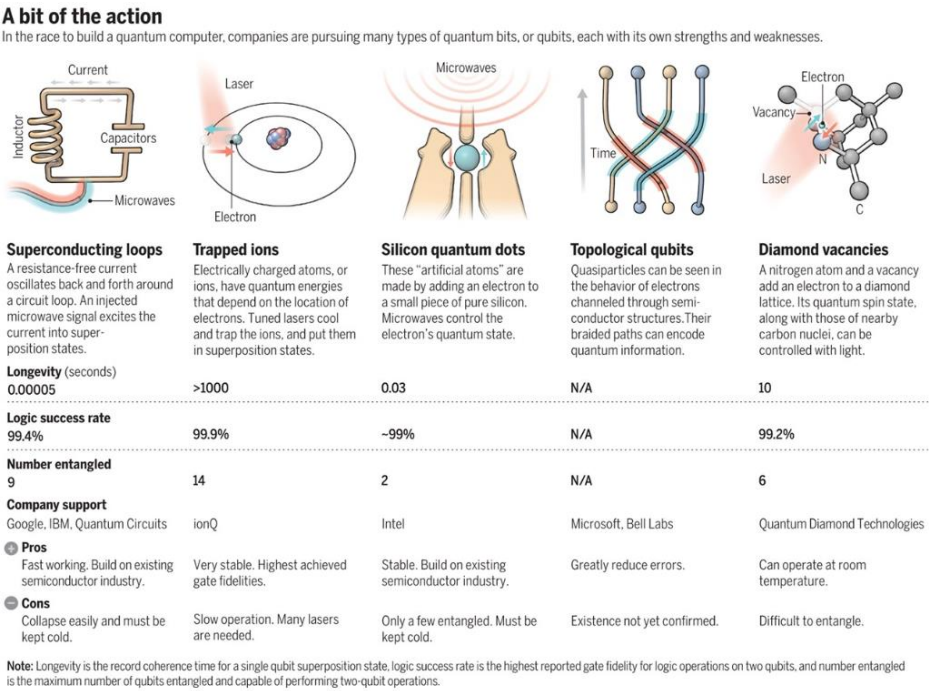 A bit of the action
In the race to build a quantum computer, companies are pursuing many types of quantum bits, or qubits, each with its own strengths and weaknesses.
Current
Inductor
Capacitors
Microwaves
Laser
Electron
Microwaves
Time
Electron
Vacancy
N
Laser
C
Superconducting loops
A resistance-free current
oscillates back and forth around
a circuit loop. An injected
microwave signal excites the
current into super-
position states.
Trapped ions
Electrically charged atoms, or
ions, have quantum energies
that depend on the location of
electrons. Tuned lasers cool
and trap the ions, and put them
in superposition states.
Silicon quantum dots
These “artificial atoms” are
made by adding an electron to
a small piece of pure silicon.
Microwaves control the
electron’s quantum state.
Topological qubits
Quasiparticles can be seen in
the behavior of electrons
channeled through semi-
conductor structures.Their
braided paths can encode
quantum information.
Diamond vacancies
A nitrogen atom and a vacancy
add an electron to a diamond
lattice. Its quantum spin state,
along with those of nearby
carbon nuclei, can be
controlled with light.
Longevity (seconds)
0.00005 >1000 0.03 N/A 10
Logic success rate
99.4% 99.9% ~99% N/A 99.2%
Number entangled
9 14 2 N/A 6
Company support
Google, IBM, Quantum Circuits ionQ Intel Microsoft, Bell Labs Quantum Diamond Technologies
+ Pros
Fast working. Build on existing
semiconductor industry.
Very stable. Highest achieved
gate fidelities.
Stable. Build on existing
semiconductor industry.
Greatly reduce errors.
Can operate at room
temperature.
− Cons
Collapse easily and must be
kept cold.
Slow operation. Many lasers
are needed.
Only a few entangled. Must be
kept cold.
Existence not yet confirmed.
Difficult to entangle.
Note: Longevity is the record coherence time for a single qubit superposition state, logic success rate is the highest reported gate fidelity for logic operations on two qubits, and number entangled
is the maximum number of qubits entangled and capable of performing two-qubit operations.